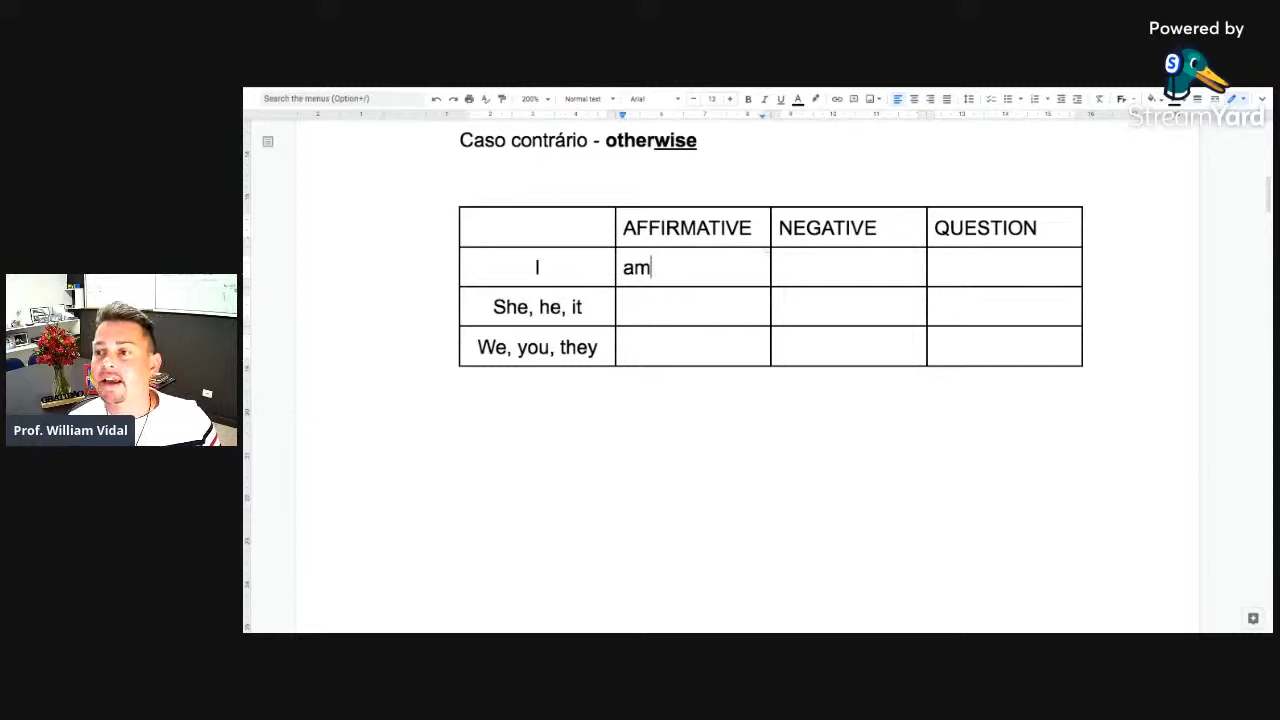 Powered by
StreamYard
Search the menus (Option+/)
200%
Normal text
Arial
13
Caso contrário - otherwise
AFFIRMATIVE NEGATIVE QUESTION
I am
She, he, it
We, you, they
Prof. William Vidal